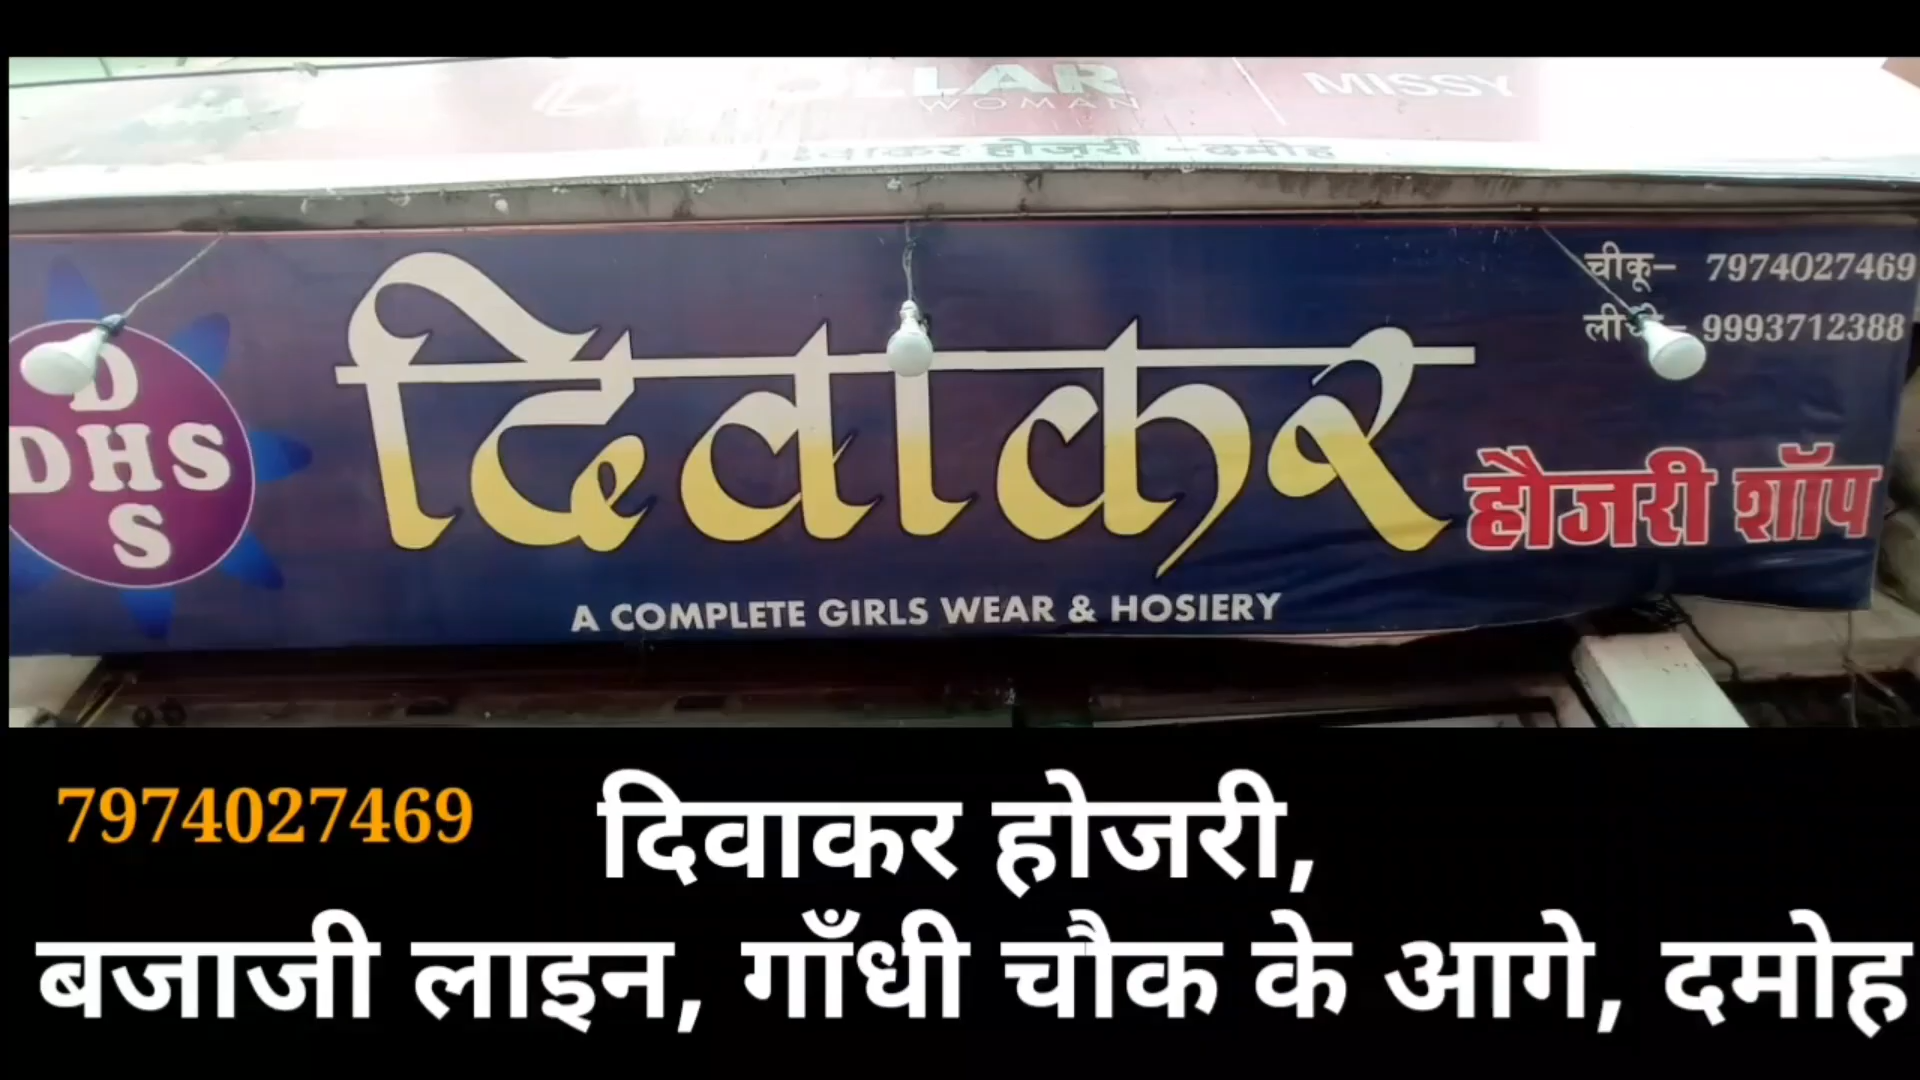 LLAR
WOMAN
MISSY
दिवाकर होजरी - दमोह
चीकू- 7974027469
9993712388
D
DHS
S
दिवाकर
हौजरी शॉप
A COMPLETE GIRLS WEAR & HOSIERY
7974027469 दिवाकर होजरी,
बजाजी लाइन, गाँधी चौक के आगे, दमोह